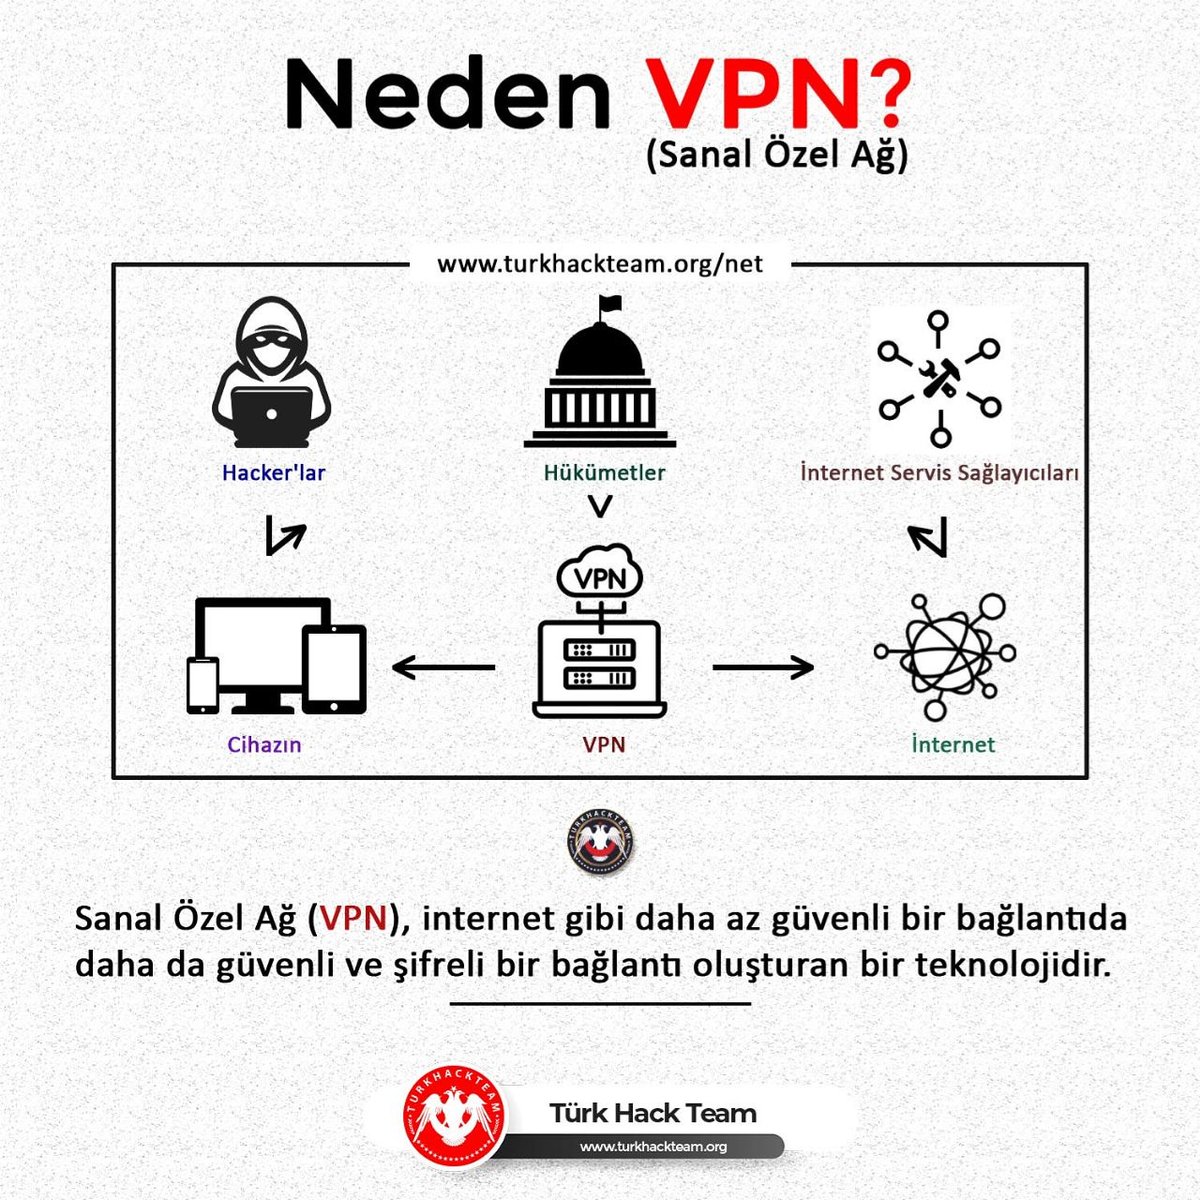 Neden VPN?
(Sanal Özel Ağ)
www.turkhackteam.org/net
Hacker'lar
Hükümetler
İnternet Servis Sağlayıcıları
VPN
Cihazın
VPN
İnternet
TURKHACKTEAM
Sanal Özel Ağ (VPN), internet gibi daha az güvenli bir bağlantıda
daha da güvenli ve şifreli bir bağlantı oluşturan bir teknolojidir.
TURKHACKTEAM
Türk Hack Team
www.turkhackteam.org